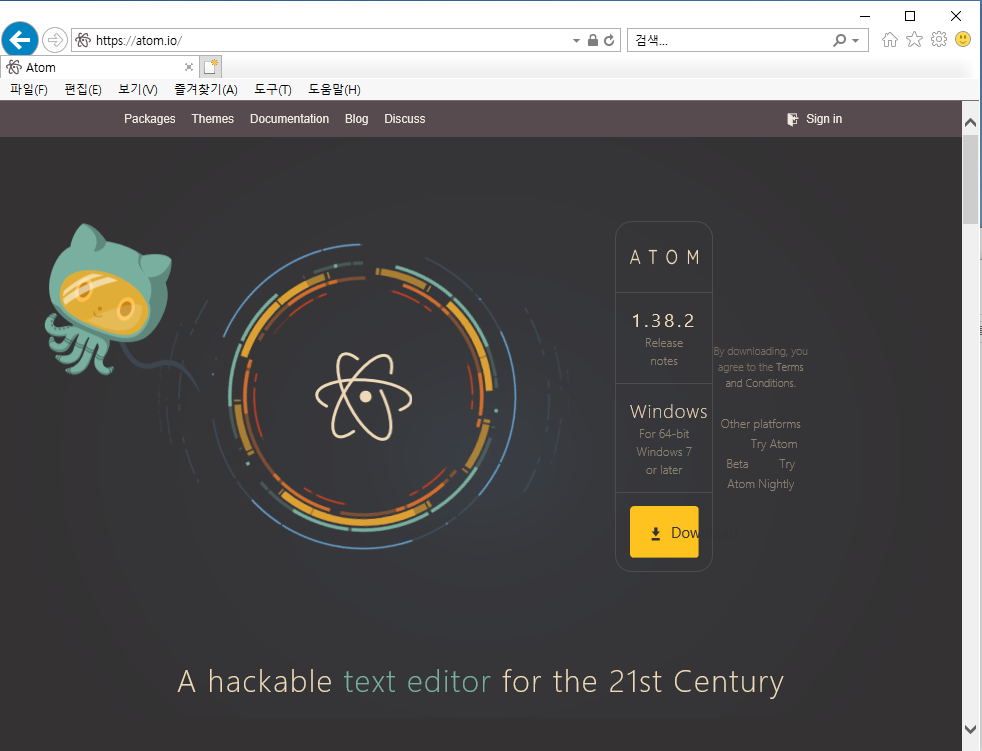 https://atom.io/
검색...
Atom
파일(F) 편집(E) 보기(V) 즐겨찾기(A) 도구(T) 도움말(H)
Packages Themes Documentation Blog Discuss Sign in
ATOM
1.38.2
Release
notes
By downloading, you
agree to the Terms
and Conditions.
Windows
For 64-bit
Windows 7
or later
Other platforms
Try Atom
Beta Try
Atom Nightly
Download
A hackable text editor for the 21st Century